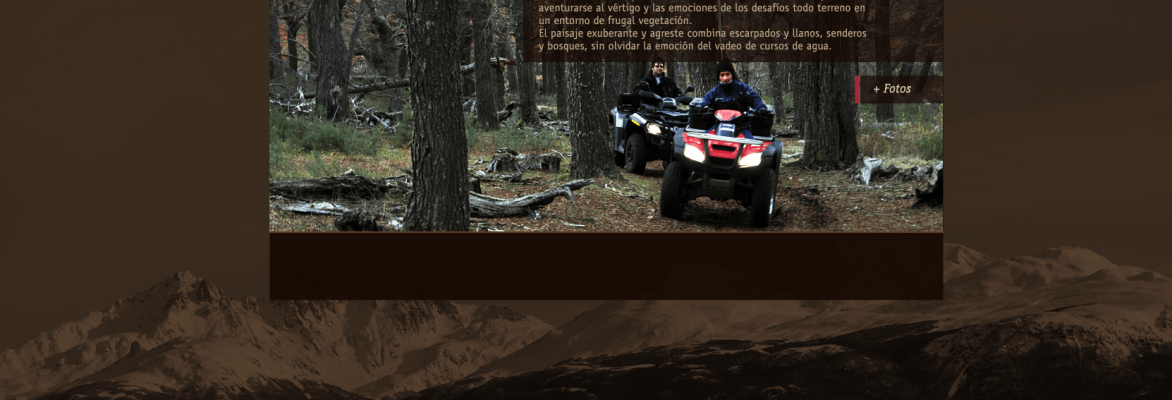 aventurarse al vértigo y las emociones de los desafíos todo terreno en
un entorno de frugal vegetación.
El paisaje exuberante y agreste combina escarpados y llanos, senderos
y bosques, sin olvidar la emoción del vadeo de cursos de agua.
+ Fotos